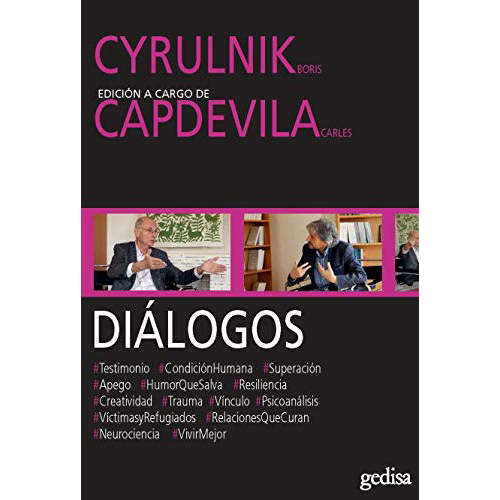 CYRULNIK BORIS
EDICIÓN A CARGO DE
CAPDEVILA CARLES
DIÁLOGOS
#Testimonio #CondiciónHumana #Superación
#Apego #HumorQueSalva #Resiliencia
#Creatividad #Trauma #Vínculo #Psicoanálisis
#VíctimasyRefugiados #RelacionesQueCuran
#Neurociencia #VivirMejor
gedisa